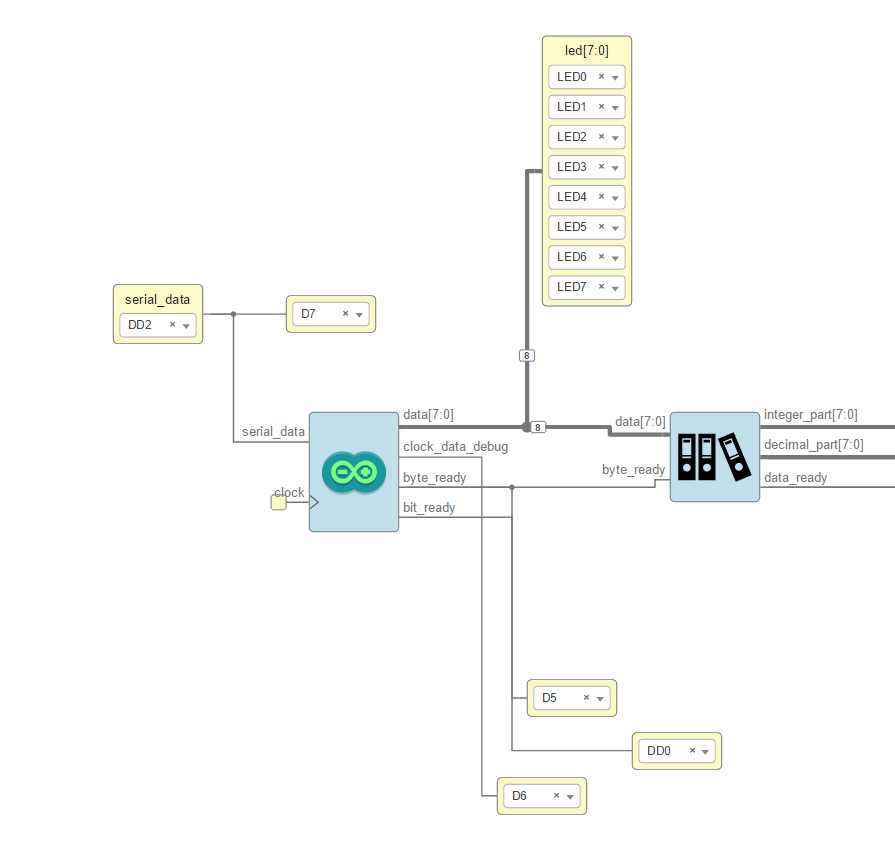 led[7:0]
LED0
LED1
LED2
LED3
LED4
LED5
LED6
LED7
serial_data
DD2
D7
8
8
data[7:0]
clock_data_debug
byte_ready
bit_ready
serial_data
clock
data[7:0]
byte_ready
integer_part[7:0]
decimal_part[7:0]
data_ready
D5
DD0
D6